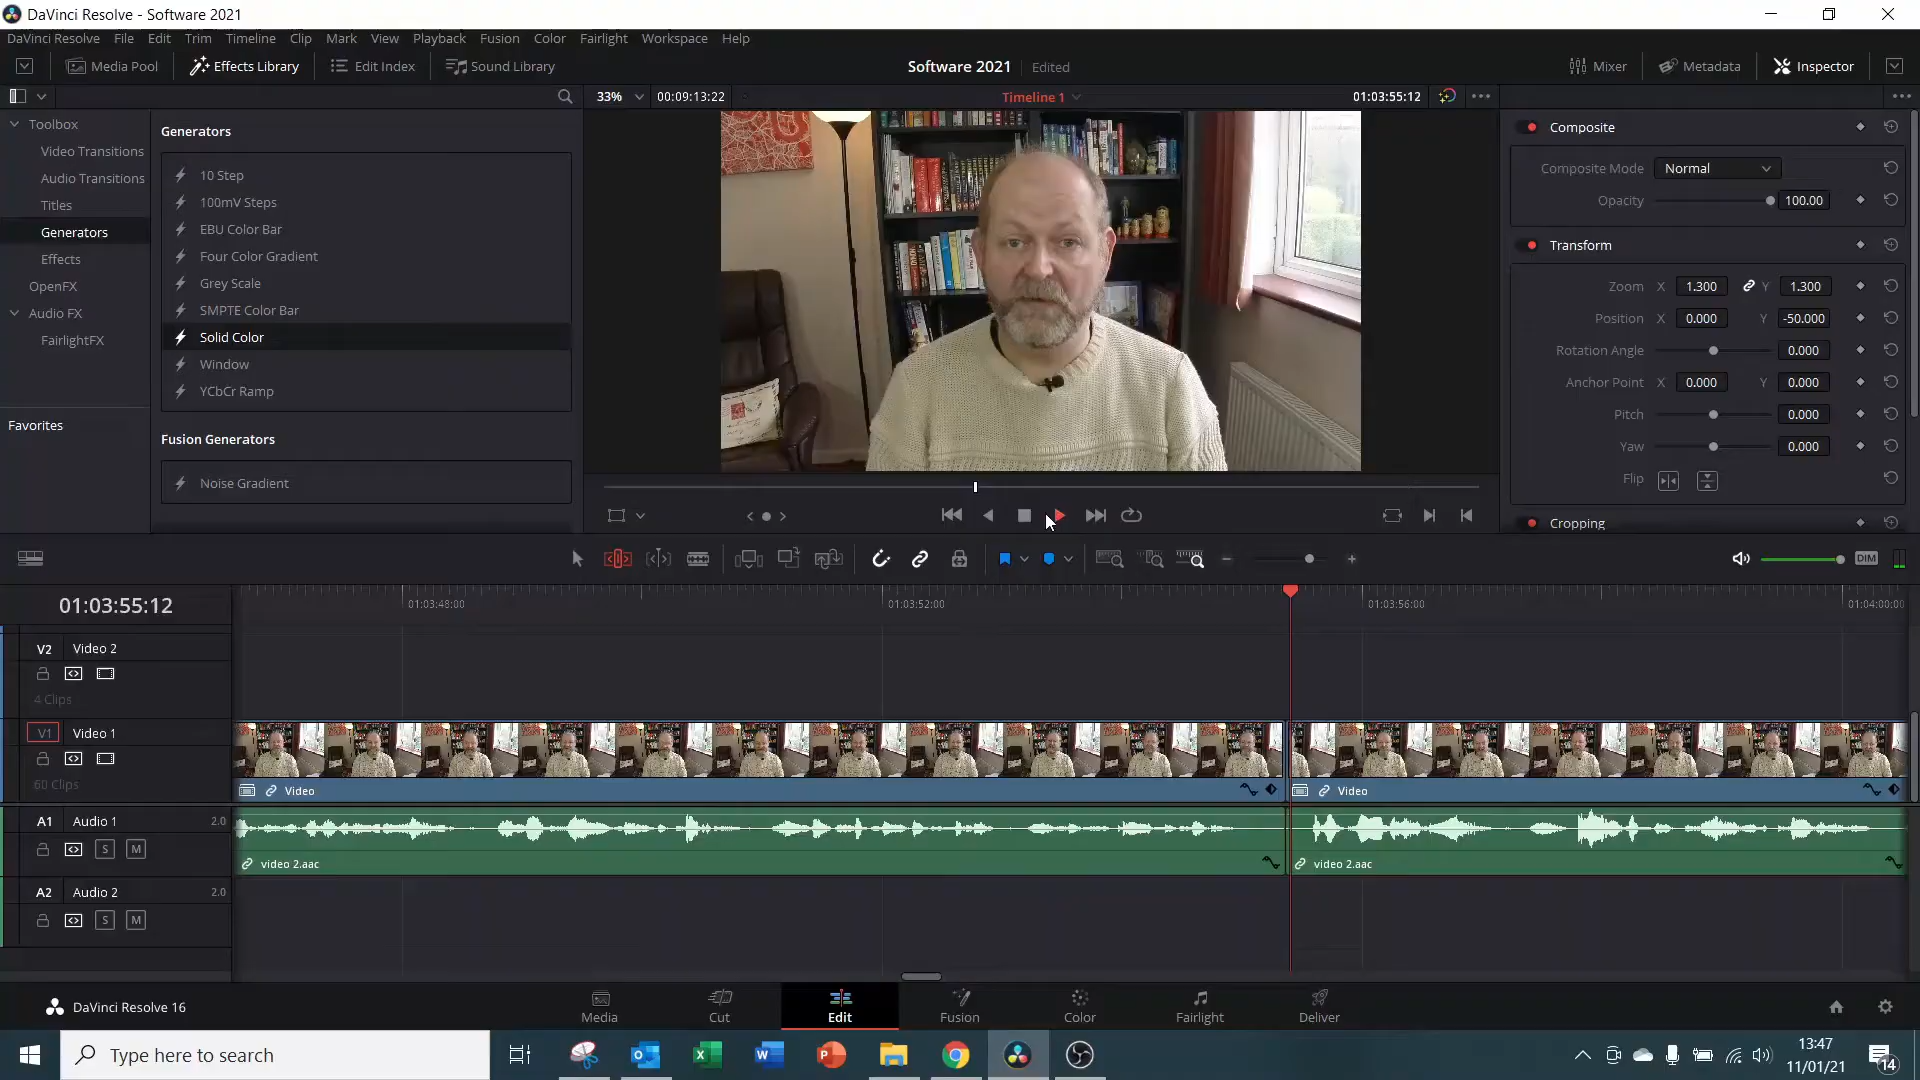 DaVinci Resolve - Software 2021
DaVinci Resolve File Edit Trim Timeline Clip Mark View Playback Fusion Color Fairlight Workspace Help
Media Pool Effects Library Edit Index Sound Library Software 2021 Edited Mixer Metadata Inspector
33% 00:09:13:22 Timeline 1 01:03:55:12
Toolbox
Video Transitions
Audio Transitions
Titles
Generators
Effects
OpenFX
Audio FX
FairlightFX
Favorites
Generators
10 Step
100mV Steps
EBU Color Bar
Four Color Gradient
Grey Scale
SMPTE Color Bar
Solid Color
Window
YCbCr Ramp
Fusion Generators
Noise Gradient
Composite
Composite Mode Normal
Opacity 100.00
Transform
Zoom X 1.300 Y 1.300
Position X 0.000 Y -50.000
Rotation Angle 0.000
Anchor Point X 0.000 Y 0.000
Pitch 0.000
Yaw 0.000
Flip
Cropping
DIM
01:03:55:12
01:03:48:00 01:03:52:00 01:03:56:00 01:04:00:00
V2 Video 2
4 Clips
V1 Video 1
60 Clips
Video Video
A1 Audio 1 2.0
S M
video 2.aac video 2.aac
A2 Audio 2 2.0
S M
DaVinci Resolve 16
Media Cut Edit Fusion Color Fairlight Deliver
Type here to search
13:47
11/01/21
14